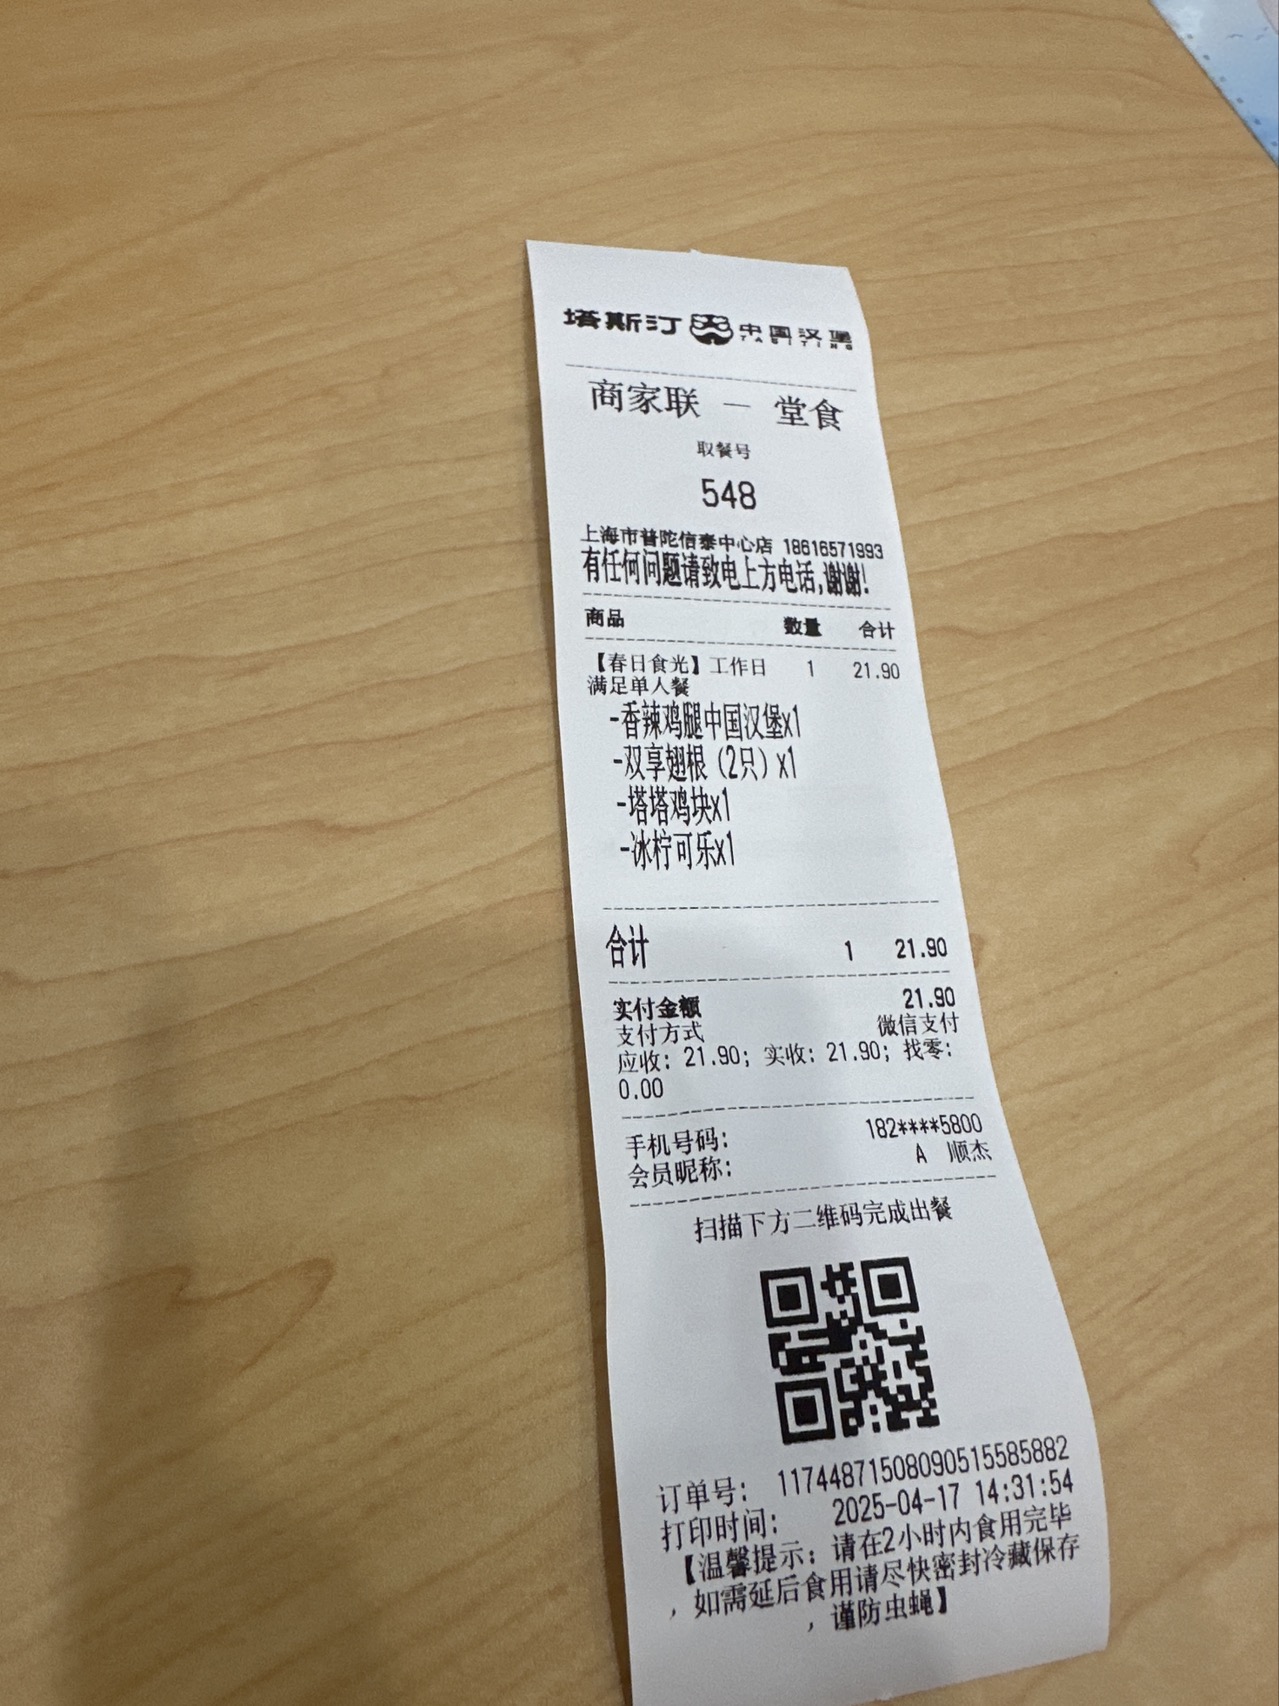 塔斯汀 中国汉堡
TASITING
商家联 — 堂食
取餐号
548
上海市普陀信泰中心店 18616571993
有任何问题请致电上方电话,谢谢!
商品 数量 合计
【春日食光】工作日 1 21.90
满足单人餐
-香辣鸡腿中国汉堡x1
-双享翅根（2只）x1
-塔塔鸡块x1
-冰柠可乐x1
合计 1 21.90
实付金额 21.90
支付方式 微信支付
应收: 21.90; 实收: 21.90; 找零:
0.00
手机号码: 182****5800
会员昵称: A 顺杰
扫描下方二维码完成出餐
订单号: 11744871508090515585882
打印时间: 2025-04-17 14:31:54
【温馨提示: 请在2小时内食用完毕
，如需延后食用请尽快密封冷藏保存
，谨防虫蝇】